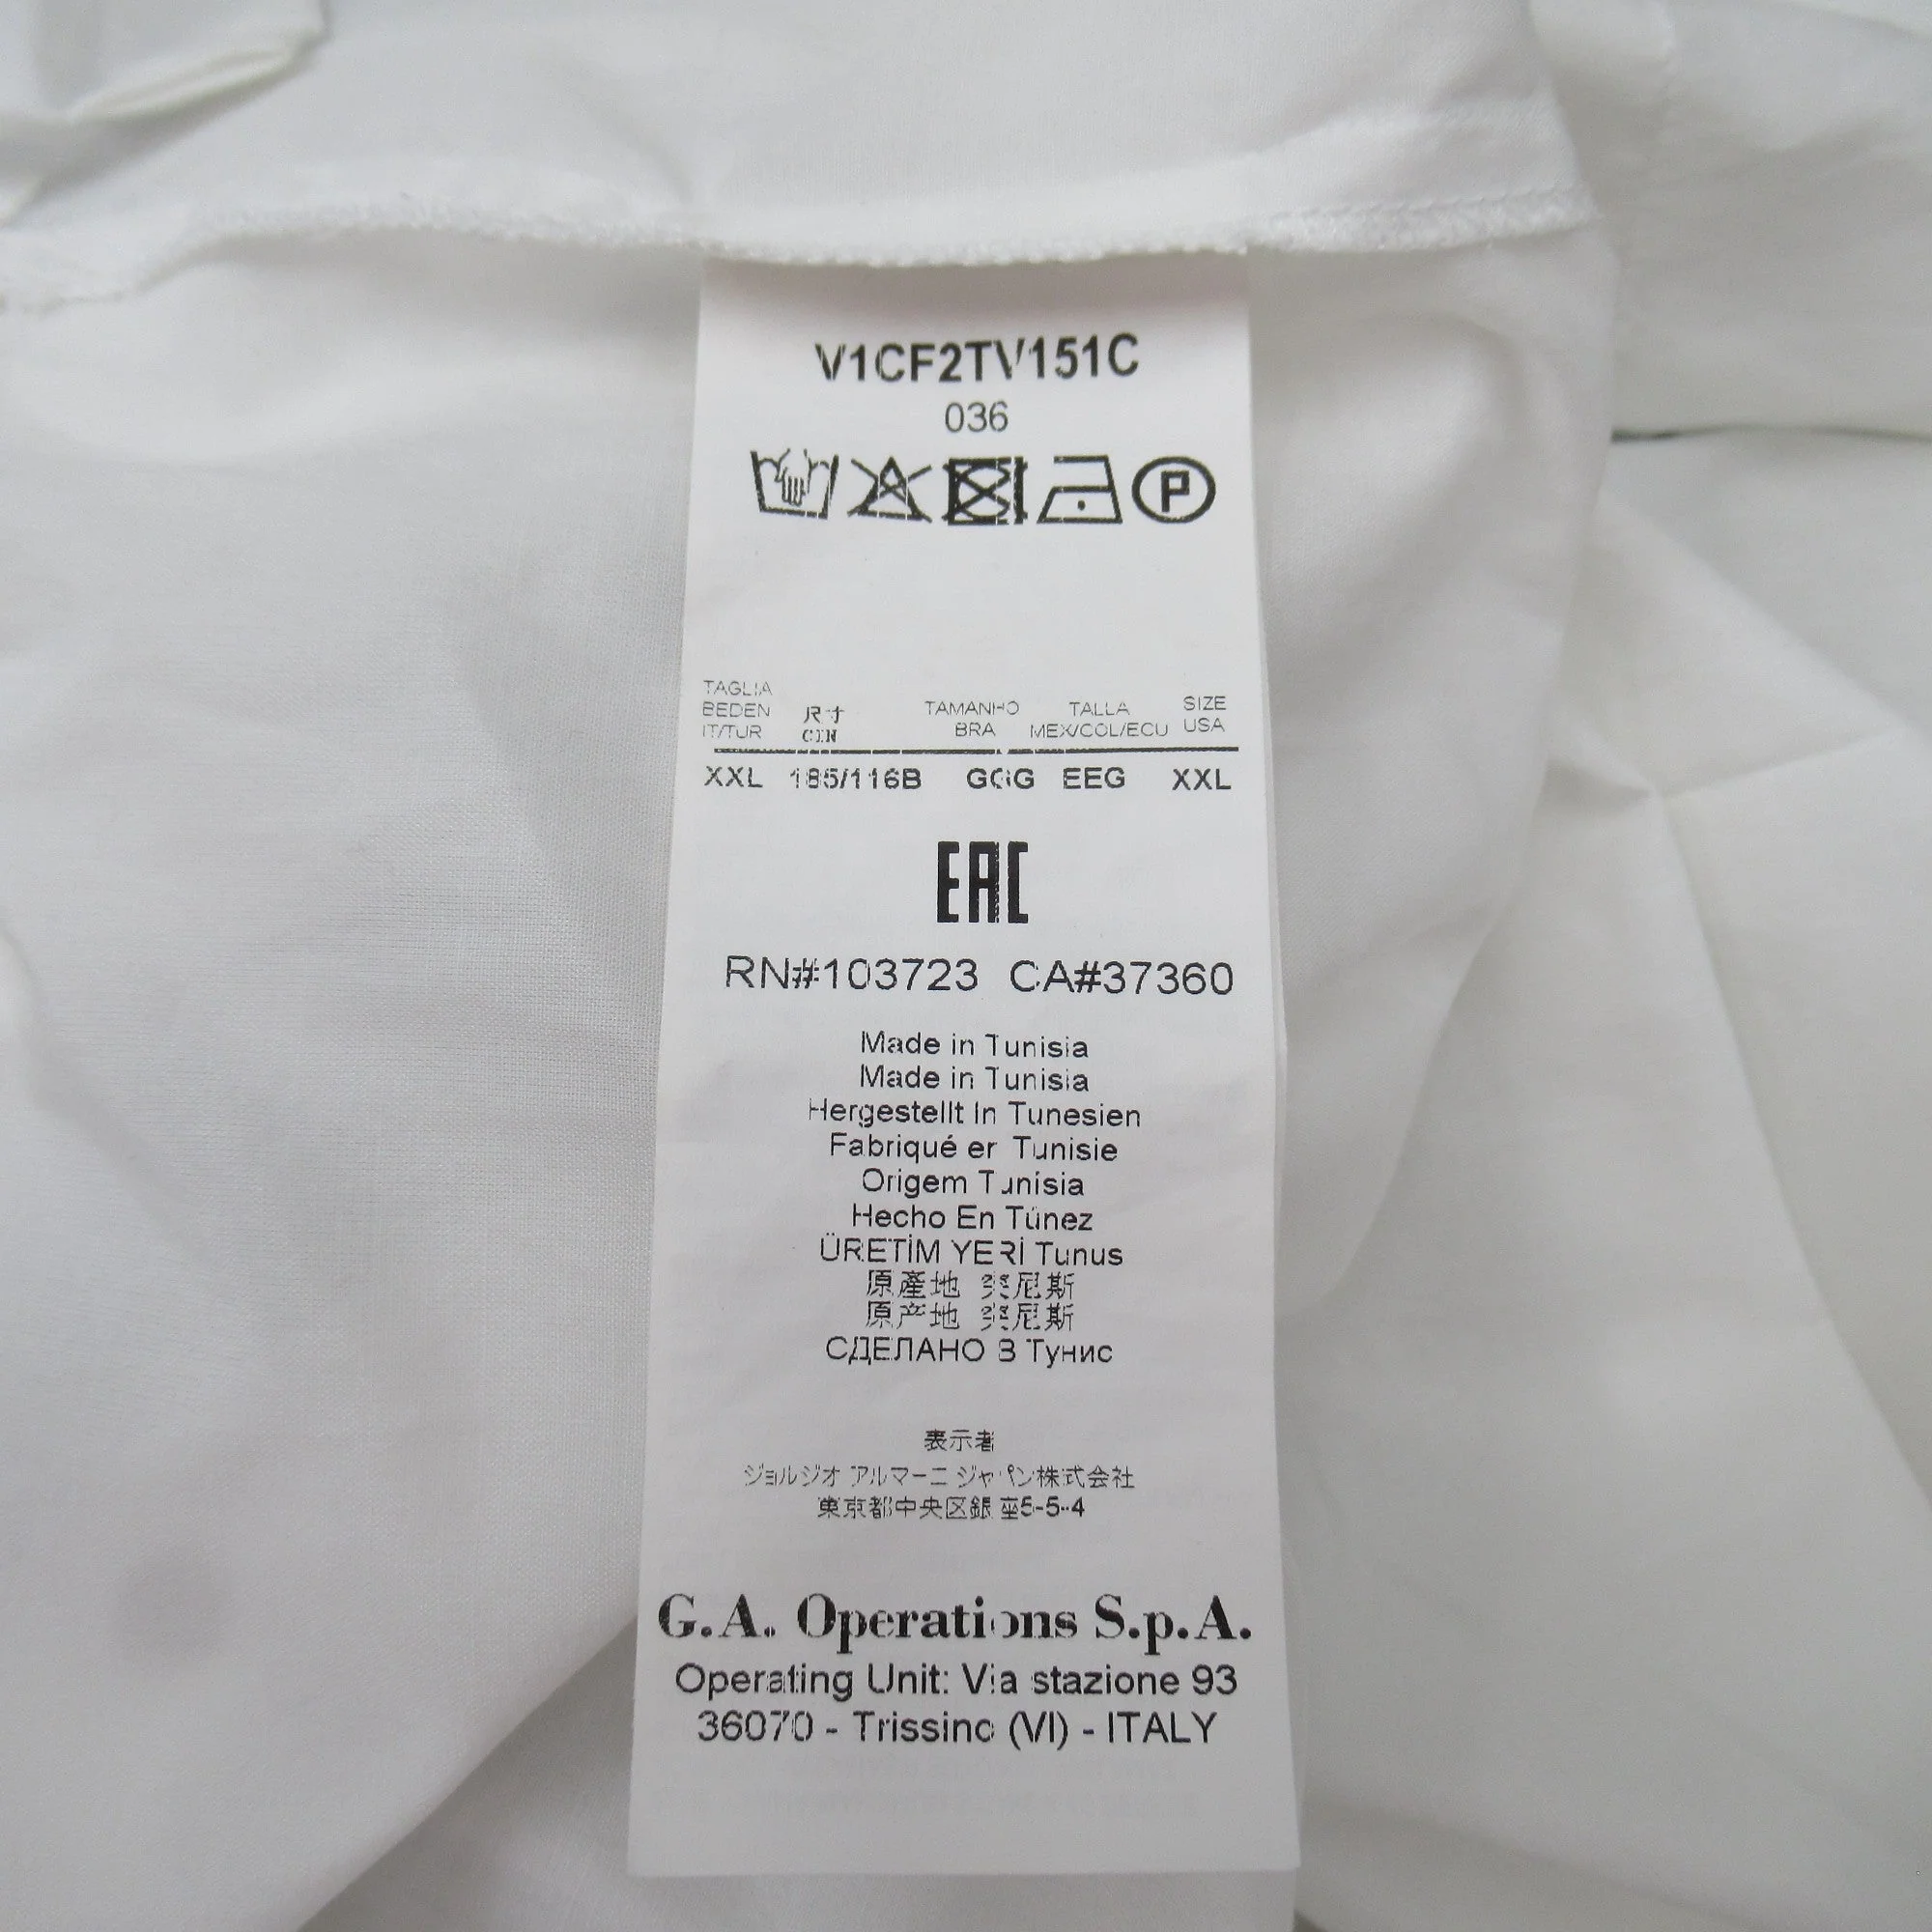 V1CF2TV151C
036
P
TAGLIA
BEDEN
IT/TUR
尺寸
CIN
TAMANHO
BRA
TALLA
MEX/COL/ECU
SIZE
USA
XXL 185/116B GGG EEG XXL
EAC
RN#103723 CA#37360
Made in Tunisia
Made in Tunisia
Hergestellt In Tunesien
Fabriqué en Tunisie
Origem Tunísia
Hecho En Túnez
ÜRETİM YERİ Tunus
原產地 突尼斯
原产地 突尼斯
СДЕЛАНО В Тунис
表示者
ジョルジオ アルマーニ ジャパン株式会社
東京都中央区銀座5-5-4
G.A. Operations S.p.A.
Operating Unit: Via stazione 93
36070 - Trissino (VI) - ITALY